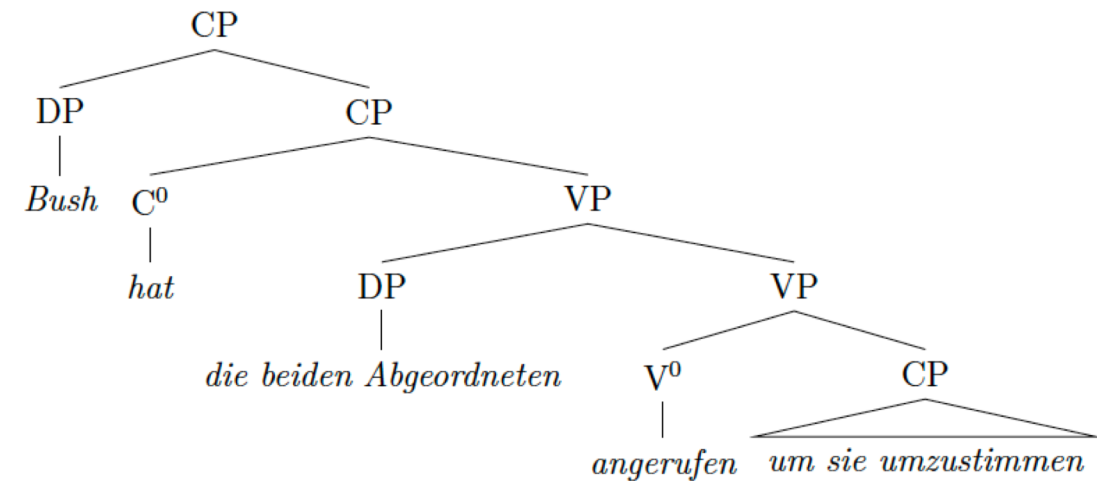 CP
DP CP
Bush C⁰ VP
hat DP VP
die beiden Abgeordneten V⁰ CP
angerufen um sie umzustimmen